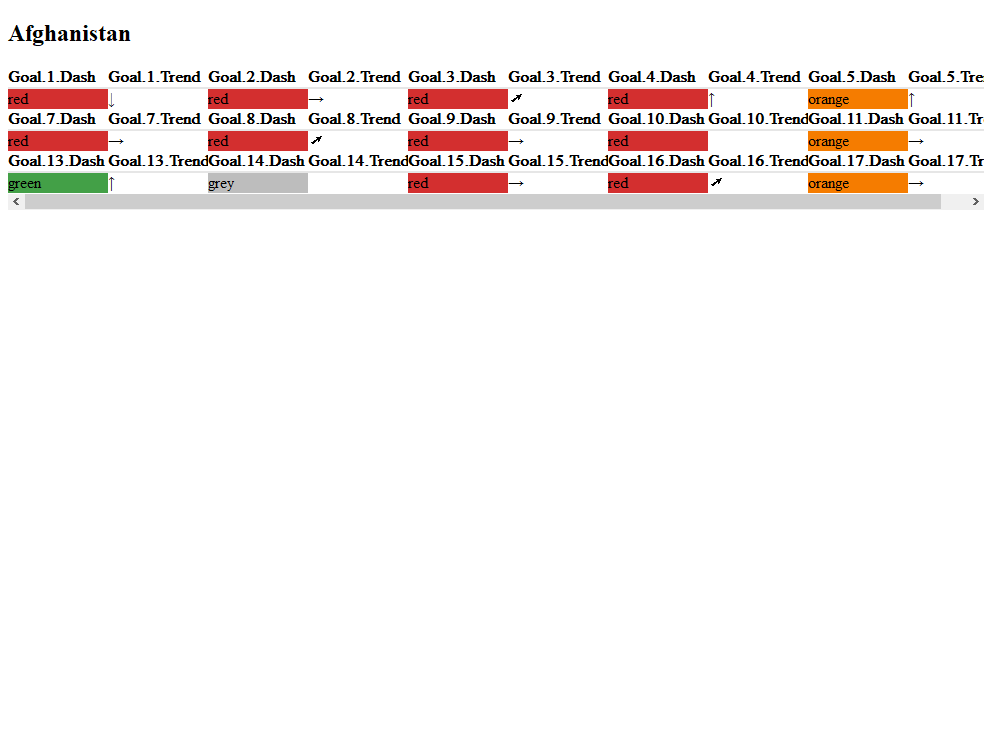 Afghanistan
Goal.1.Dash Goal.1.Trend Goal.2.Dash Goal.2.Trend Goal.3.Dash Goal.3.Trend Goal.4.Dash Goal.4.Trend Goal.5.Dash Goal.5.Tre
red ↓ red → red ➚ red ↑ orange ↑
Goal.7.Dash Goal.7.Trend Goal.8.Dash Goal.8.Trend Goal.9.Dash Goal.9.Trend Goal.10.Dash Goal.10.Trend Goal.11.Dash Goal.11.Tr
red → red ➚ red → red orange →
Goal.13.Dash Goal.13.Trend Goal.14.Dash Goal.14.Trend Goal.15.Dash Goal.15.Trend Goal.16.Dash Goal.16.Trend Goal.17.Dash Goal.17.Tr
green ↑ grey red → red ➚ orange →